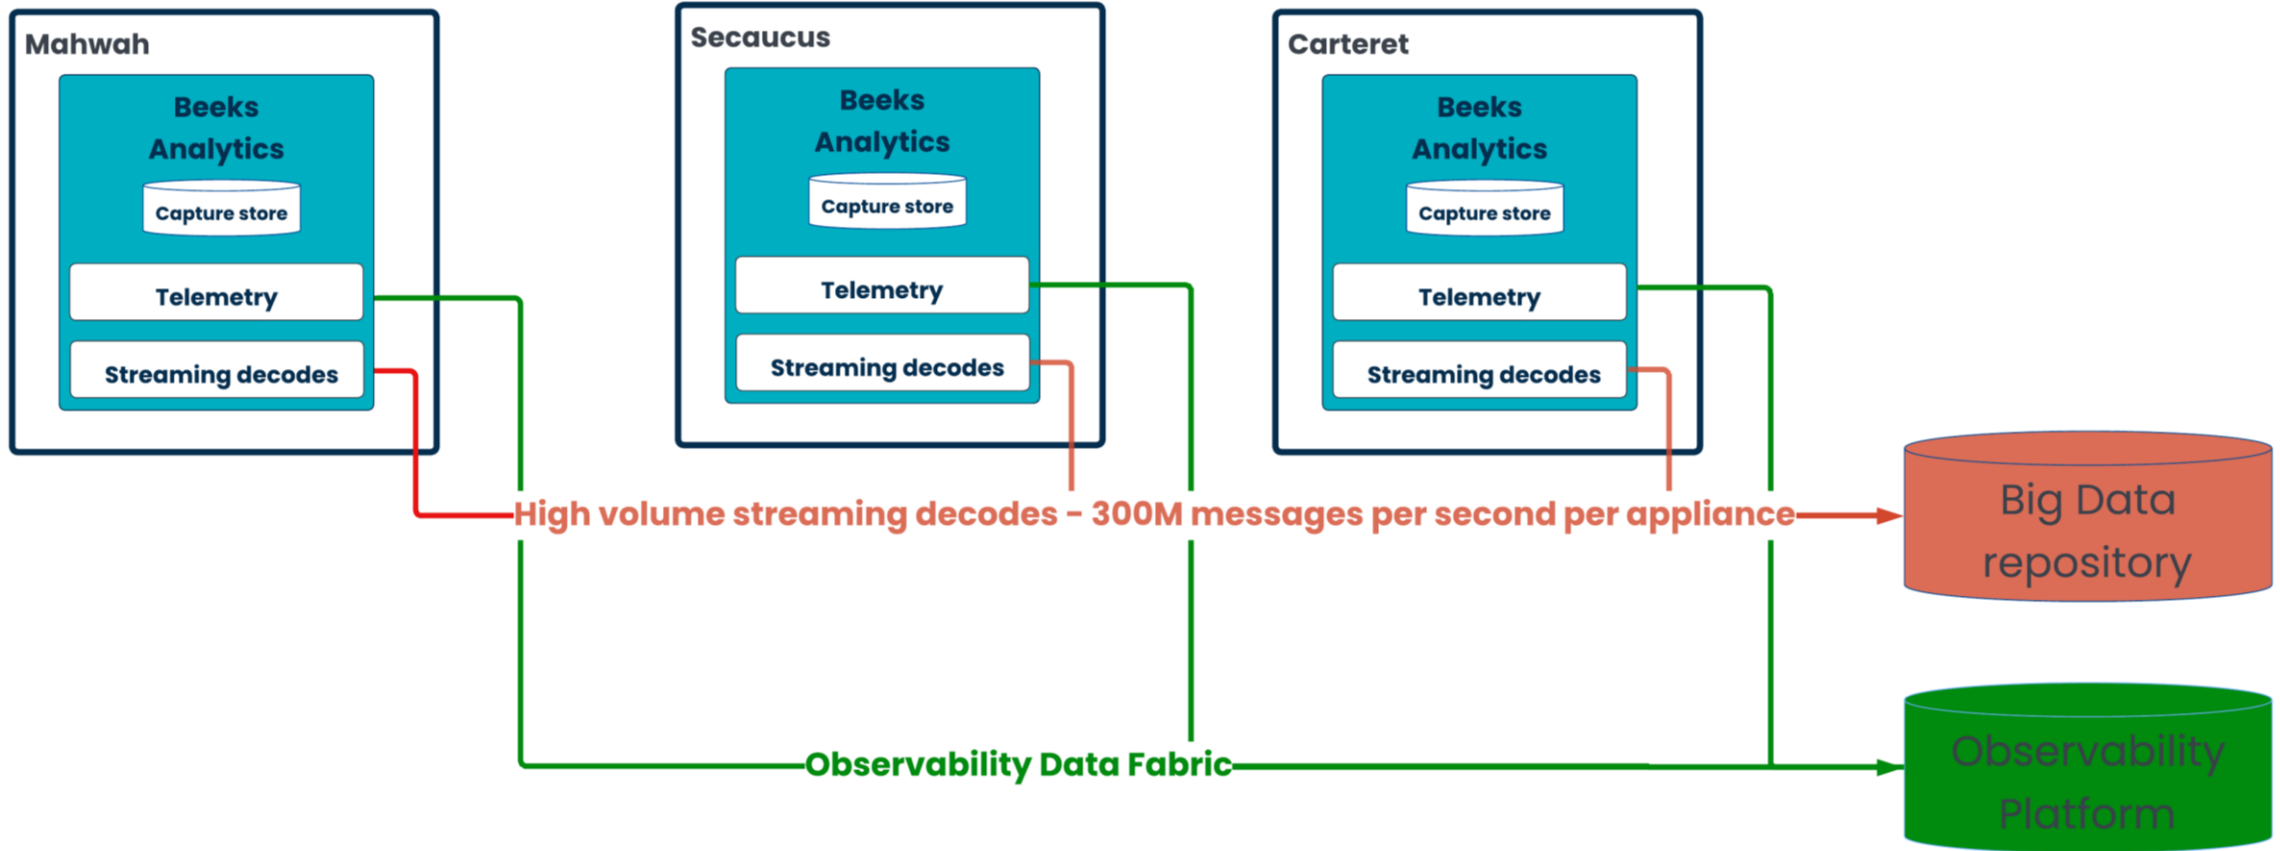 Mahwah
Beeks
Analytics
Capture store
Telemetry
Streaming decodes
Secaucus
Beeks
Analytics
Capture store
Telemetry
Streaming decodes
Carteret
Beeks
Analytics
Capture store
Telemetry
Streaming decodes
High volume streaming decodes - 300M messages per second per appliance
Big Data
repository
Observability Data Fabric
Observability
Platform